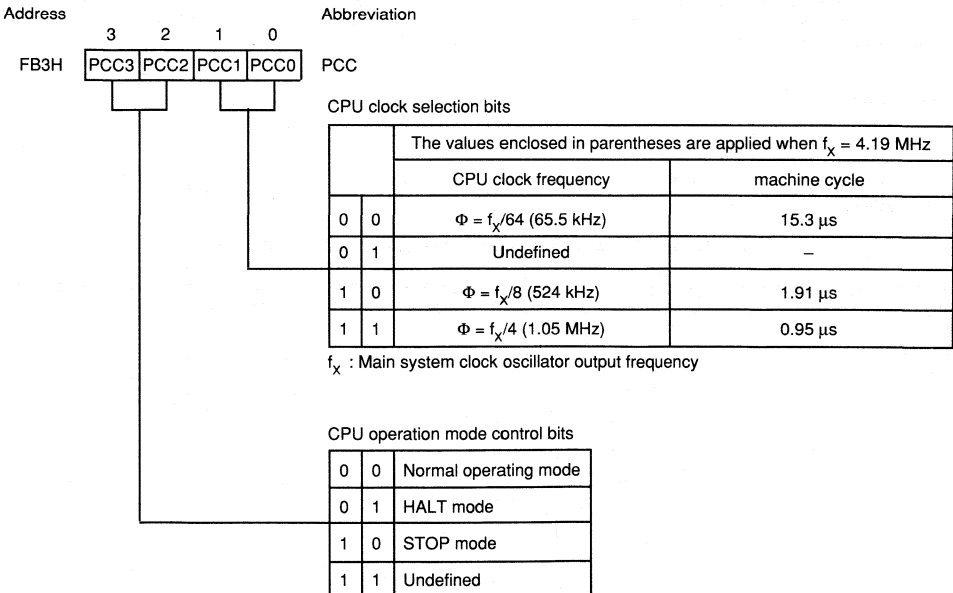 Address Abbreviation
3 2 1 0
FB3H PCC3 PCC2 PCC1 PCC0 PCC
CPU clock selection bits
The values enclosed in parentheses are applied when fX = 4.19 MHz
CPU clock frequency machine cycle
0 0 Φ = fX/64 (65.5 kHz) 15.3 µs
0 1 Undefined –
1 0 Φ = fX/8 (524 kHz) 1.91 µs
1 1 Φ = fX/4 (1.05 MHz) 0.95 µs
fX : Main system clock oscillator output frequency
CPU operation mode control bits
0 0 Normal operating mode
0 1 HALT mode
1 0 STOP mode
1 1 Undefined